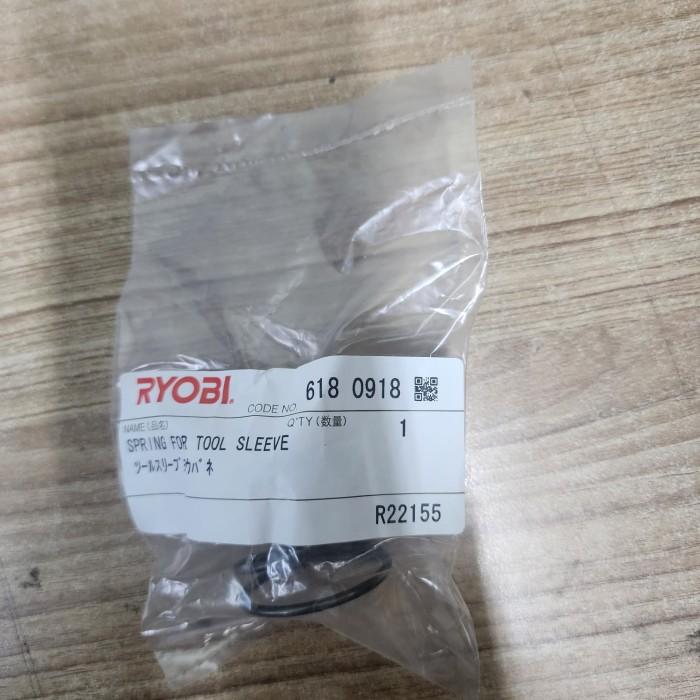 RYOBI.
CODE NO. 618 0918
NAME (品名) Q'TY (数量) 1
SPRING FOR TOOL SLEEVE
ツールスリーブヨウバネ
R22155